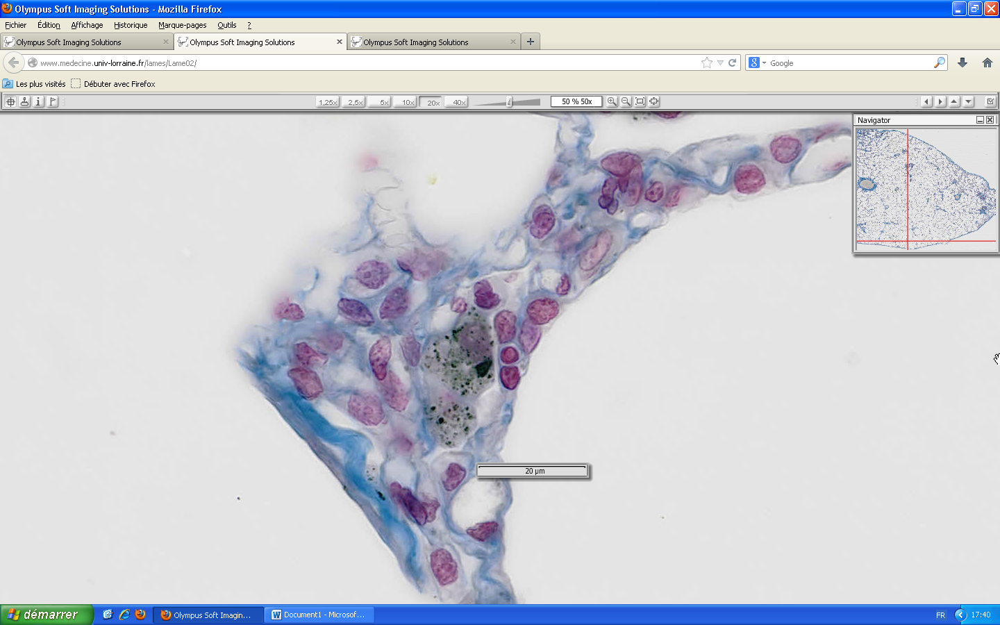 Olympus Soft Imaging Solutions - Mozilla Firefox
Fichier Édition Affichage Historique Marque-pages Outils ?
Olympus Soft Imaging Solutions Olympus Soft Imaging Solutions Olympus Soft Imaging Solutions
www.medecine.univ-lorraine.fr/lames/Lame02/ Google
Les plus visités Débuter avec Firefox
1,25x 2,5x 5x 10x 20x 40x 50 % 50x
Navigator
20 µm
démarrer Olympus Soft Imagin... Document1 - Microsof... FR 17:40